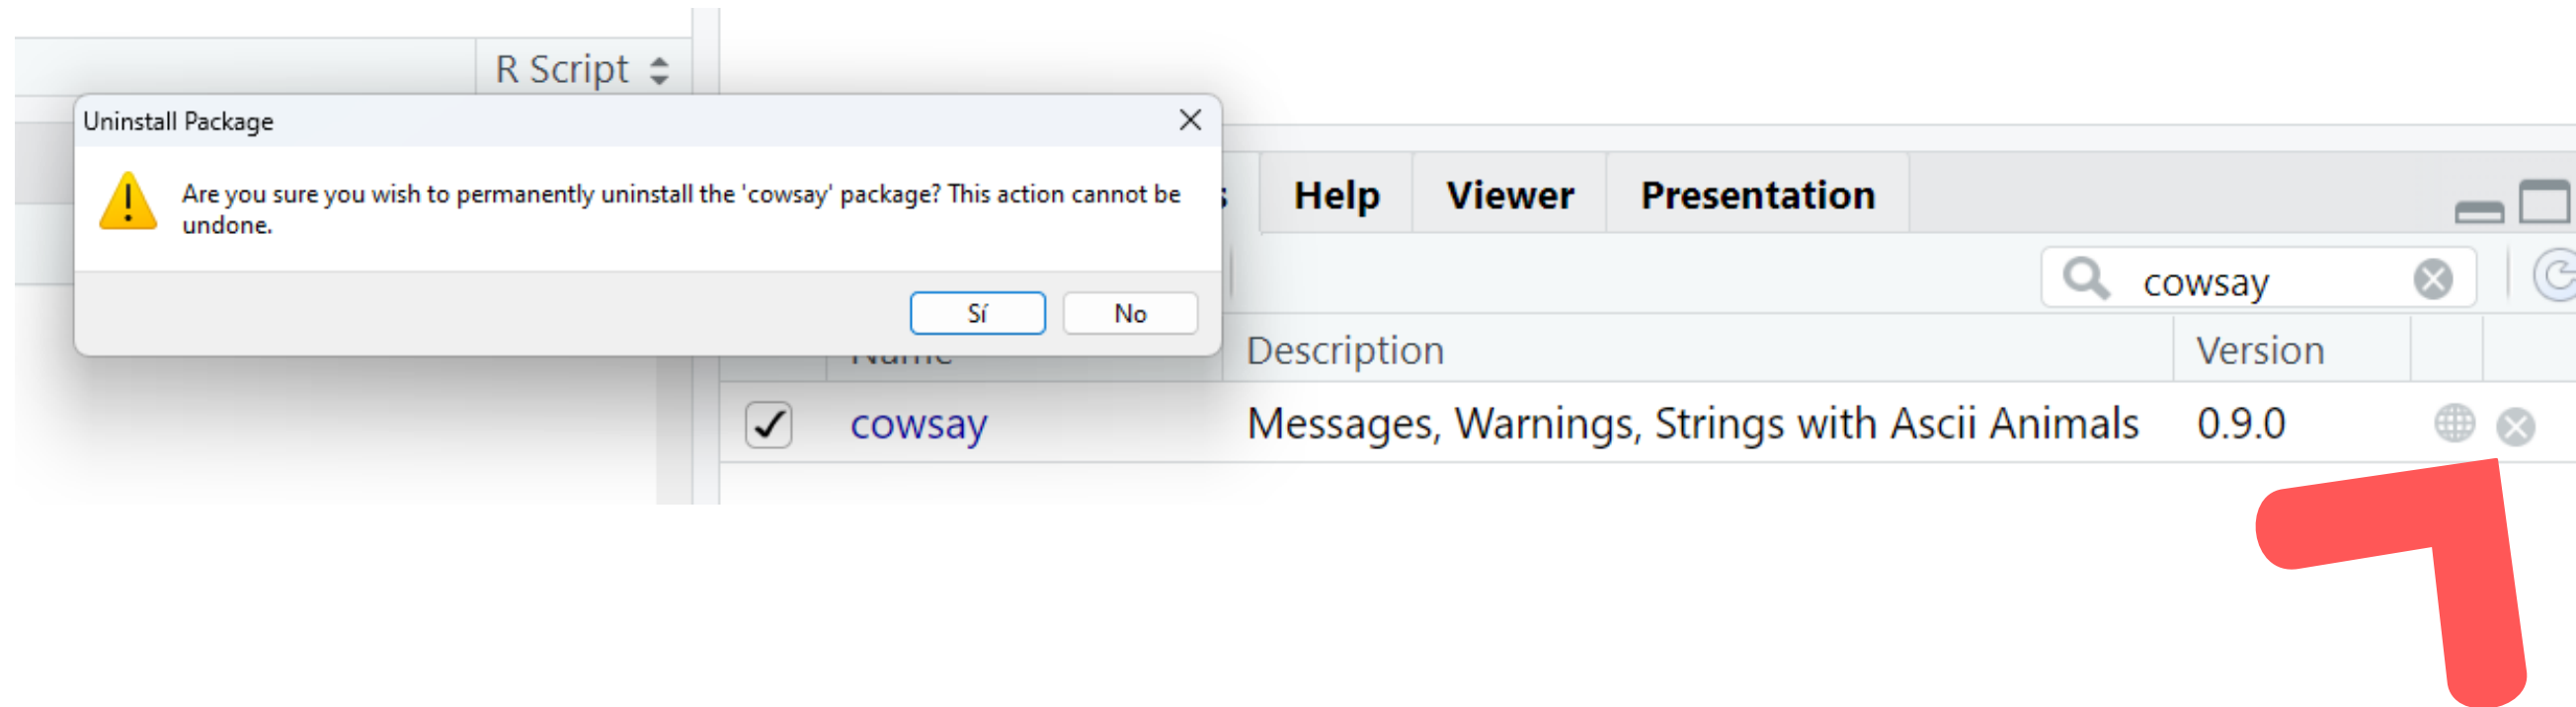 R Script
Uninstall Package
Are you sure you wish to permanently uninstall the 'cowsay' package? This action cannot be
undone.
Sí No
Help Viewer Presentation
cowsay
Description Version
cowsay Messages, Warnings, Strings with Ascii Animals 0.9.0